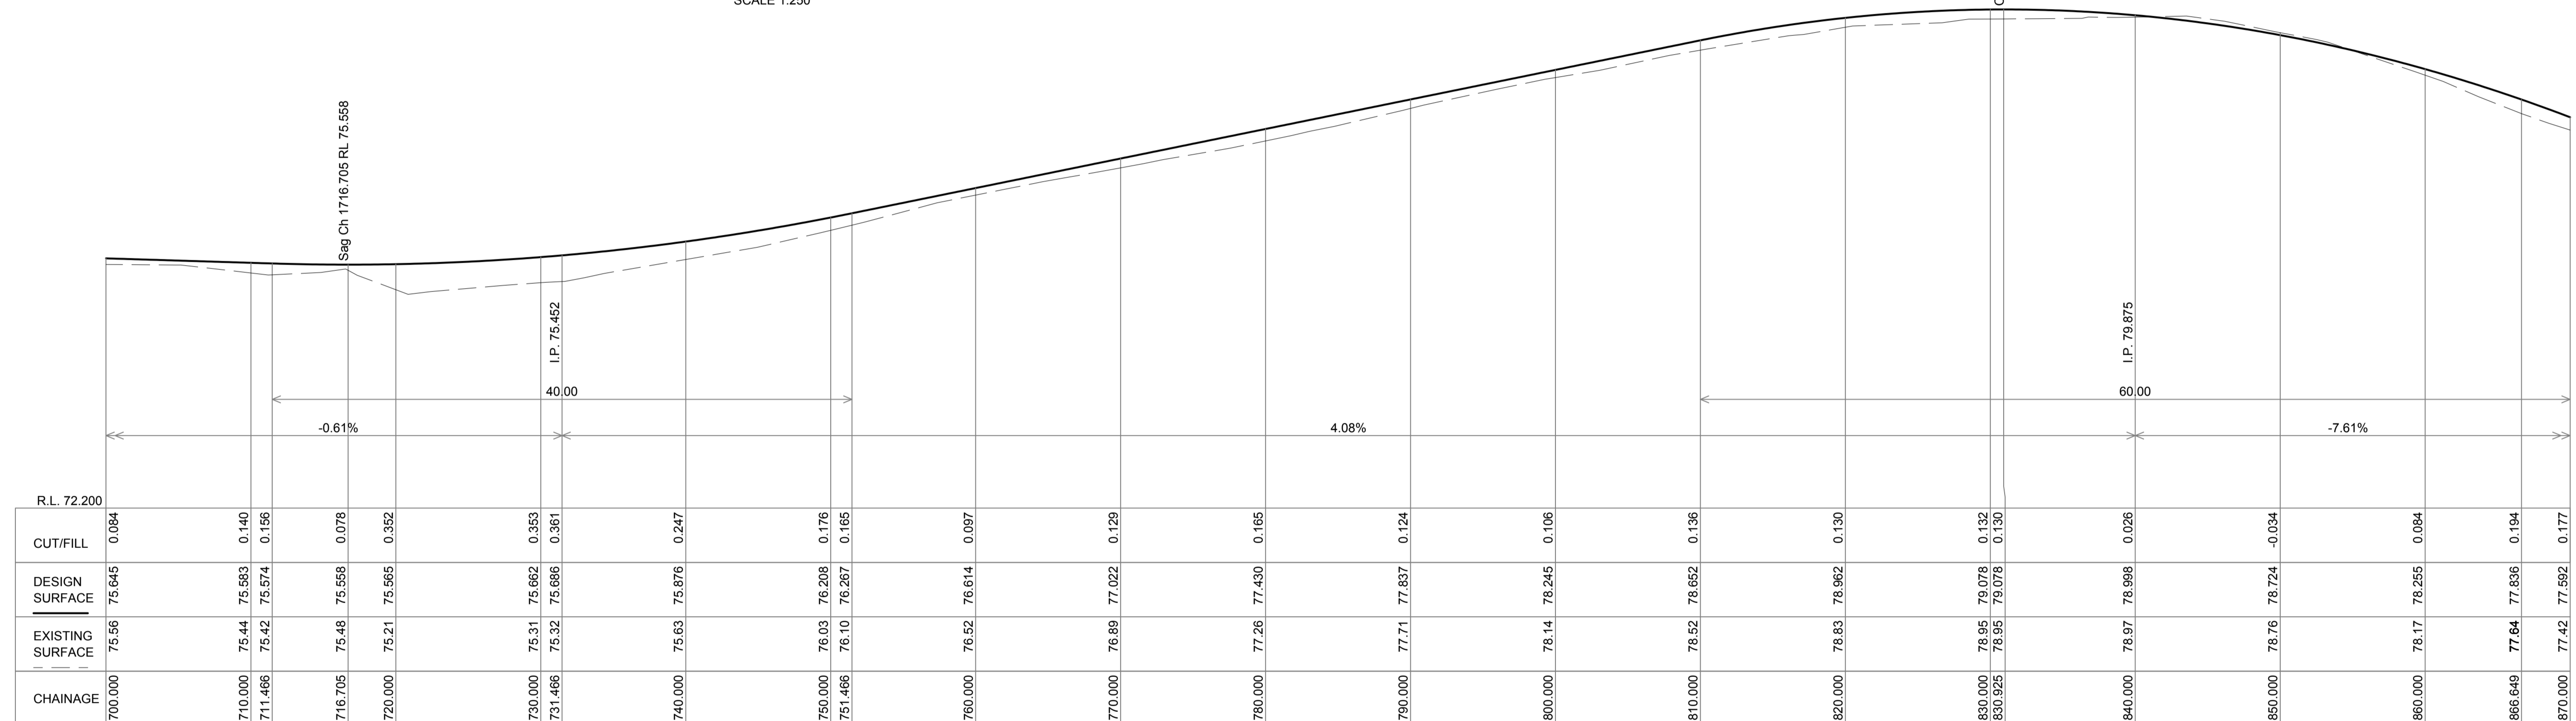 SCALE 1:250
Sag Ch 1716.705 RL 75.558
I.P. 75.452
I.P. 79.875
40.00
60.00
-0.61%
4.08%
-7.61%
R.L. 72.200
CUT/FILL 0.084 0.140 0.156 0.078 0.352 0.353 0.361 0.247 0.176 0.165 0.097 0.129 0.165 0.124 0.106 0.136 0.130 0.132 0.130 0.026 -0.034 0.084 0.194 0.177
DESIGN
SURFACE 75.645 75.583 75.574 75.558 75.565 75.662 75.686 75.876 76.208 76.267 76.614 77.022 77.430 77.837 78.245 78.652 78.962 79.078 79.078 78.998 78.724 78.255 77.836 77.592
EXISTING
SURFACE 75.56 75.44 75.42 75.48 75.21 75.31 75.32 75.63 76.03 76.10 76.52 76.89 77.26 77.71 78.14 78.52 78.83 78.95 78.95 78.97 78.76 78.17 77.64 77.42
CHAINAGE 700.000 710.000 711.466 716.705 720.000 730.000 731.466 740.000 750.000 751.466 760.000 770.000 780.000 790.000 800.000 810.000 820.000 830.000 830.925 840.000 850.000 860.000 866.649 870.000